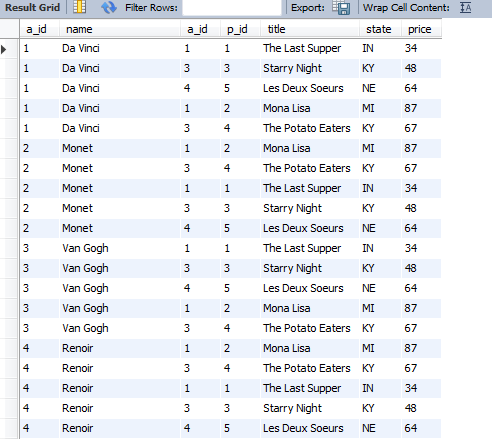 Result Grid Filter Rows: Export: Wrap Cell Content:
a_id name a_id p_id title state price
1 Da Vinci 1 1 The Last Supper IN 34
1 Da Vinci 3 3 Starry Night KY 48
1 Da Vinci 4 5 Les Deux Soeurs NE 64
1 Da Vinci 1 2 Mona Lisa MI 87
1 Da Vinci 3 4 The Potato Eaters KY 67
2 Monet 1 2 Mona Lisa MI 87
2 Monet 3 4 The Potato Eaters KY 67
2 Monet 1 1 The Last Supper IN 34
2 Monet 3 3 Starry Night KY 48
2 Monet 4 5 Les Deux Soeurs NE 64
3 Van Gogh 1 1 The Last Supper IN 34
3 Van Gogh 3 3 Starry Night KY 48
3 Van Gogh 4 5 Les Deux Soeurs NE 64
3 Van Gogh 1 2 Mona Lisa MI 87
3 Van Gogh 3 4 The Potato Eaters KY 67
4 Renoir 1 2 Mona Lisa MI 87
4 Renoir 3 4 The Potato Eaters KY 67
4 Renoir 1 1 The Last Supper IN 34
4 Renoir 3 3 Starry Night KY 48
4 Renoir 4 5 Les Deux Soeurs NE 64